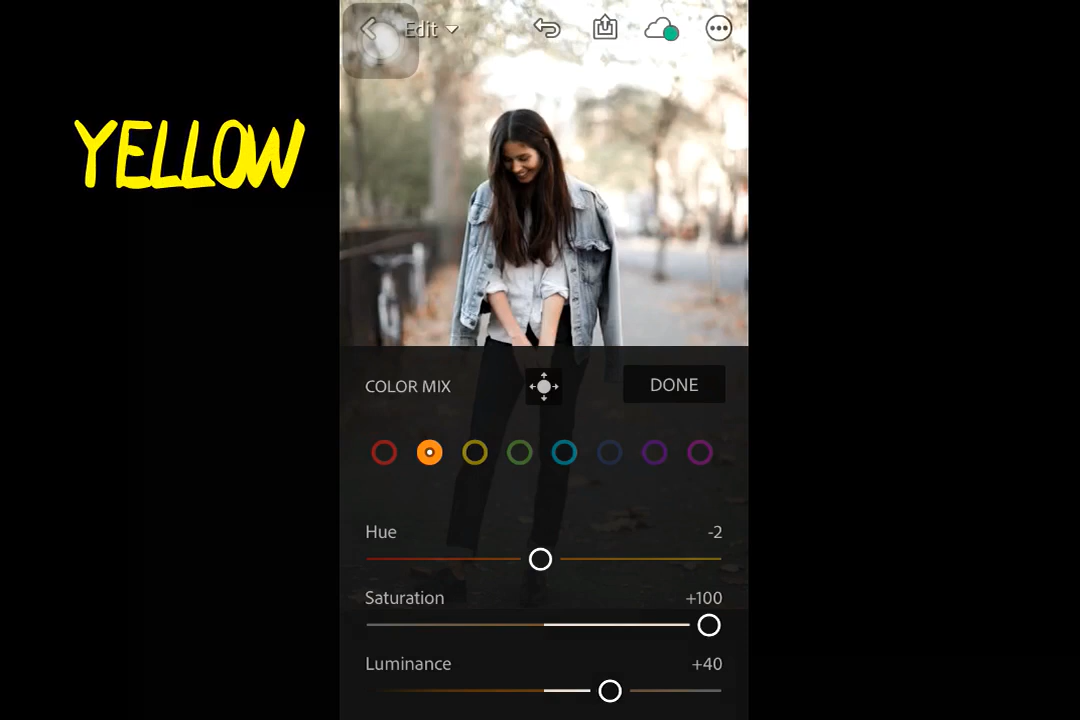 Edit
YELLOW
COLOR MIX
DONE
Hue -2
Saturation +100
Luminance +40